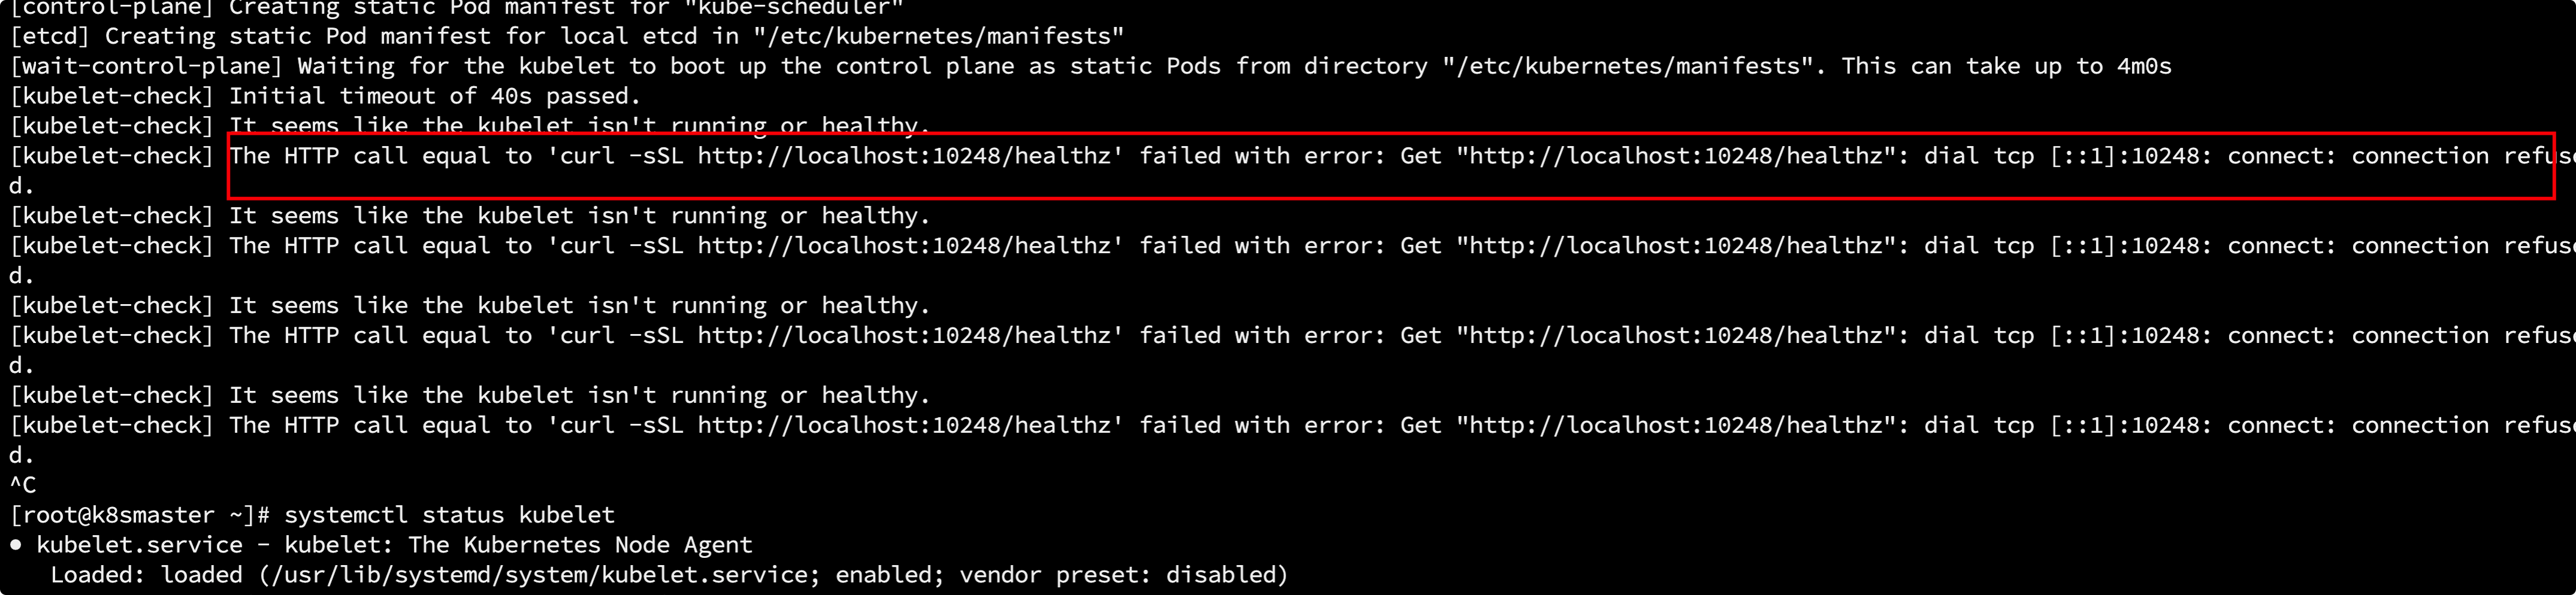 [control-plane] Creating static Pod manifest for "kube-scheduler"
[etcd] Creating static Pod manifest for local etcd in "/etc/kubernetes/manifests"
[wait-control-plane] Waiting for the kubelet to boot up the control plane as static Pods from directory "/etc/kubernetes/manifests". This can take up to 4m0s
[kubelet-check] Initial timeout of 40s passed.
[kubelet-check] It seems like the kubelet isn't running or healthy.
[kubelet-check] The HTTP call equal to 'curl -sSL http://localhost:10248/healthz' failed with error: Get "http://localhost:10248/healthz": dial tcp [::1]:10248: connect: connection refuse
d.
[kubelet-check] It seems like the kubelet isn't running or healthy.
[kubelet-check] The HTTP call equal to 'curl -sSL http://localhost:10248/healthz' failed with error: Get "http://localhost:10248/healthz": dial tcp [::1]:10248: connect: connection refuse
d.
[kubelet-check] It seems like the kubelet isn't running or healthy.
[kubelet-check] The HTTP call equal to 'curl -sSL http://localhost:10248/healthz' failed with error: Get "http://localhost:10248/healthz": dial tcp [::1]:10248: connect: connection refuse
d.
[kubelet-check] It seems like the kubelet isn't running or healthy.
[kubelet-check] The HTTP call equal to 'curl -sSL http://localhost:10248/healthz' failed with error: Get "http://localhost:10248/healthz": dial tcp [::1]:10248: connect: connection refuse
d.
^C
[root@k8smaster ~]# systemctl status kubelet
● kubelet.service - kubelet: The Kubernetes Node Agent
Loaded: loaded (/usr/lib/systemd/system/kubelet.service; enabled; vendor preset: disabled)